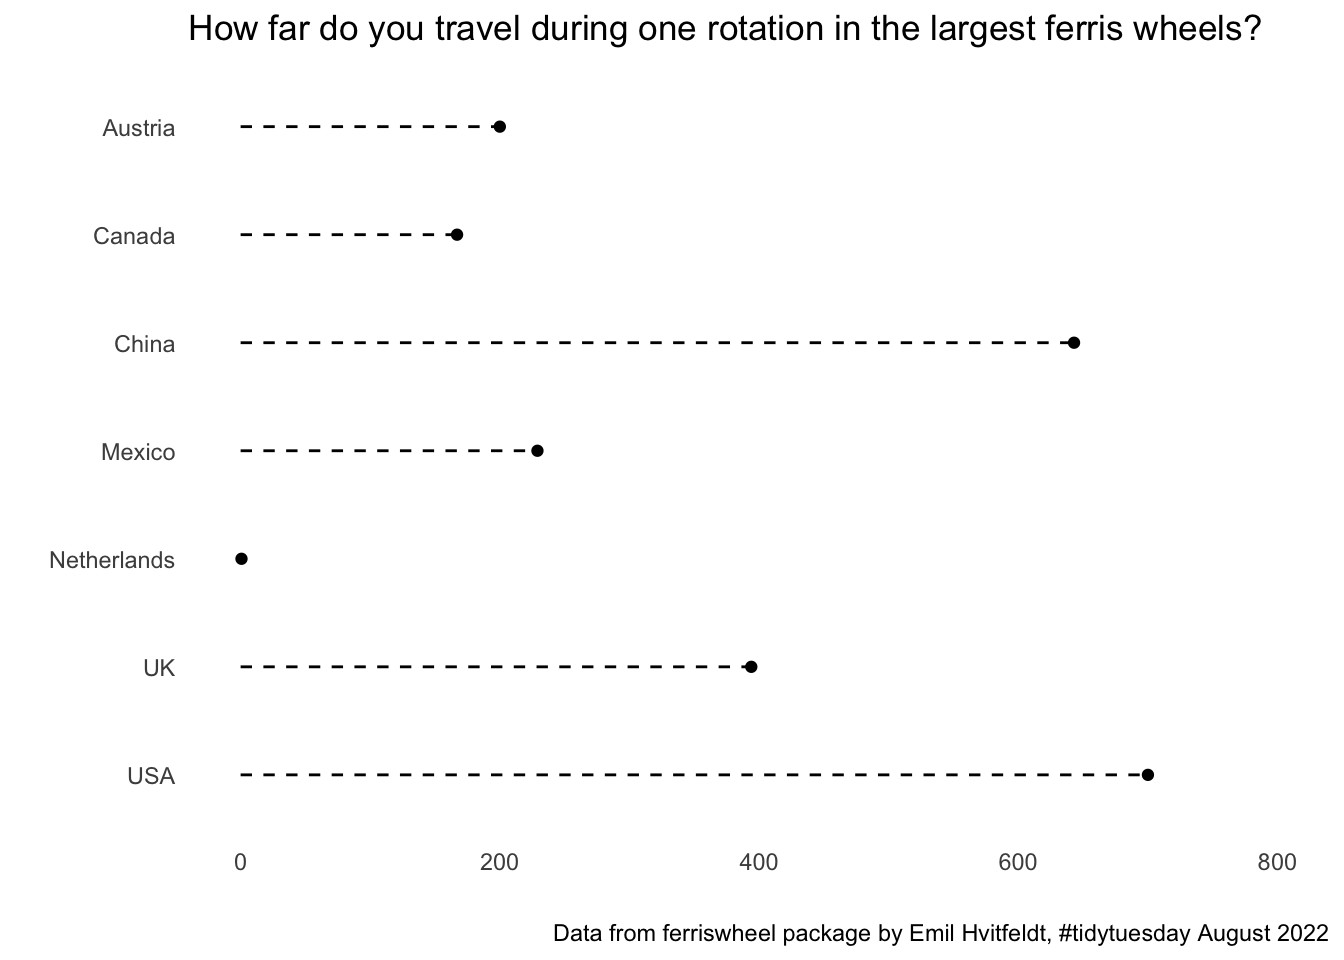 How far do you travel during one rotation in the largest ferris wheels?
Austria
Canada
China
Mexico
Netherlands
UK
USA
0 200 400 600 800
Data from ferriswheel package by Emil Hvitfeldt, #tidytuesday August 2022